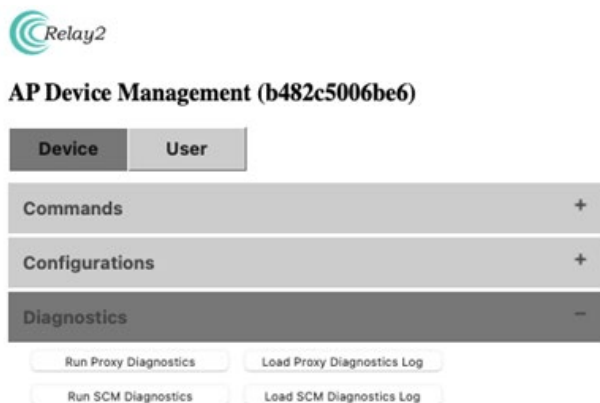 Relay2
AP Device Management (b482c5006be6)
Device User
Commands +
Configurations +
Diagnostics −
Run Proxy Diagnostics Load Proxy Diagnostics Log
Run SCM Diagnostics Load SCM Diagnostics Log